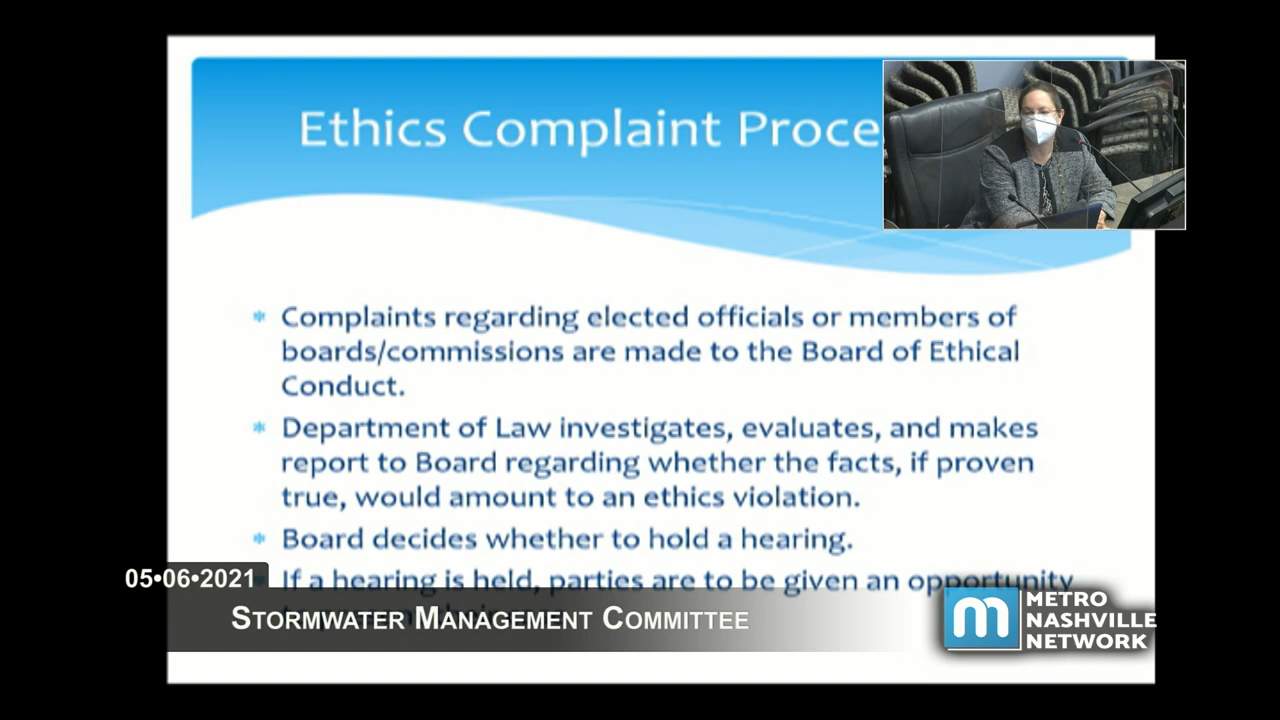 Ethics Complaint Proce
* Complaints regarding elected officials or members of
boards/commissions are made to the Board of Ethical
Conduct.
* Department of Law investigates, evaluates, and makes
report to Board regarding whether the facts, if proven
true, would amount to an ethics violation.
* Board decides whether to hold a hearing.
* If a hearing is held, parties are to be given an opportunity
05•06•2021
STORMWATER MANAGEMENT COMMITTEE
m
METRO
NASHVILLE
NETWORK